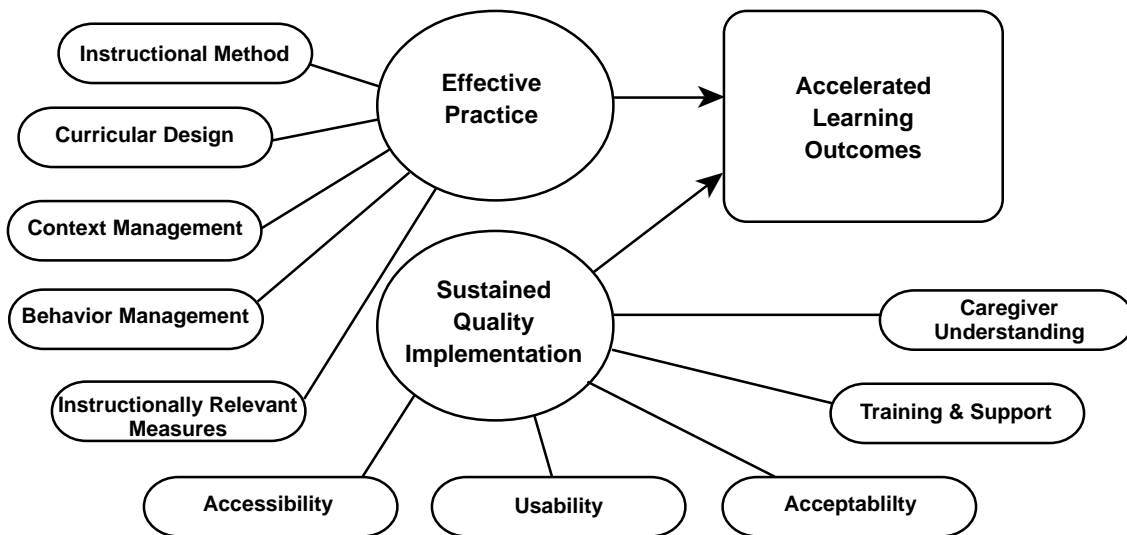 Instructional Method
Effective
Practice
Accelerated
Learning
Outcomes
Curricular Design
Context Management
Behavior Management
Sustained
Quality
Implementation
Caregiver
Understanding
Instructionally Relevant
Measures
Training & Support
Accessibility
Usability
Acceptablilty